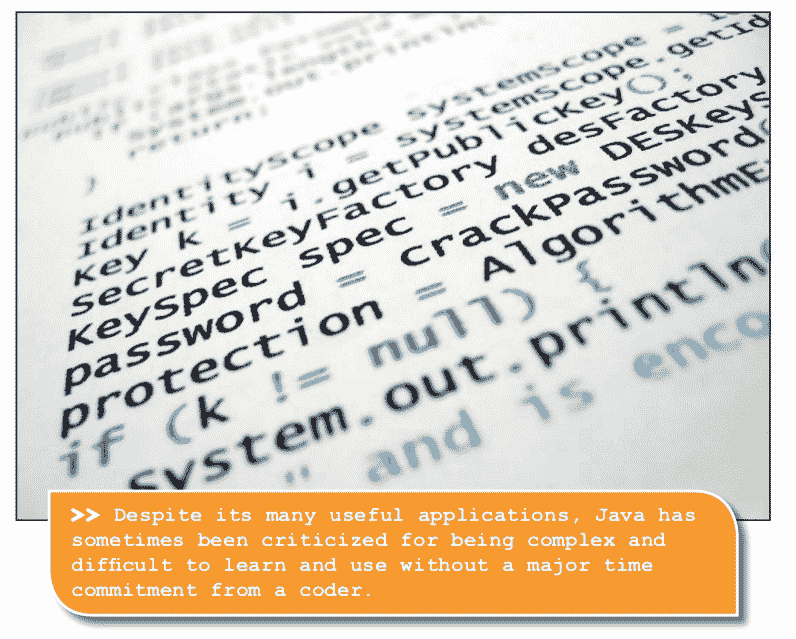 return;
}
IdentityScope systemScope =
Identity i = systemScope.getId
Key k = i.getPublicKey();
SecretKeyFactory desFactory
KeySpec spec = new DESKeyS
password = crackPassword(
protection = AlgorithmE
if (k != null) {
System.out.println(
" and is enco
>> Despite its many useful applications, Java has
sometimes been criticized for being complex and
difficult to learn and use without a major time
commitment from a coder.